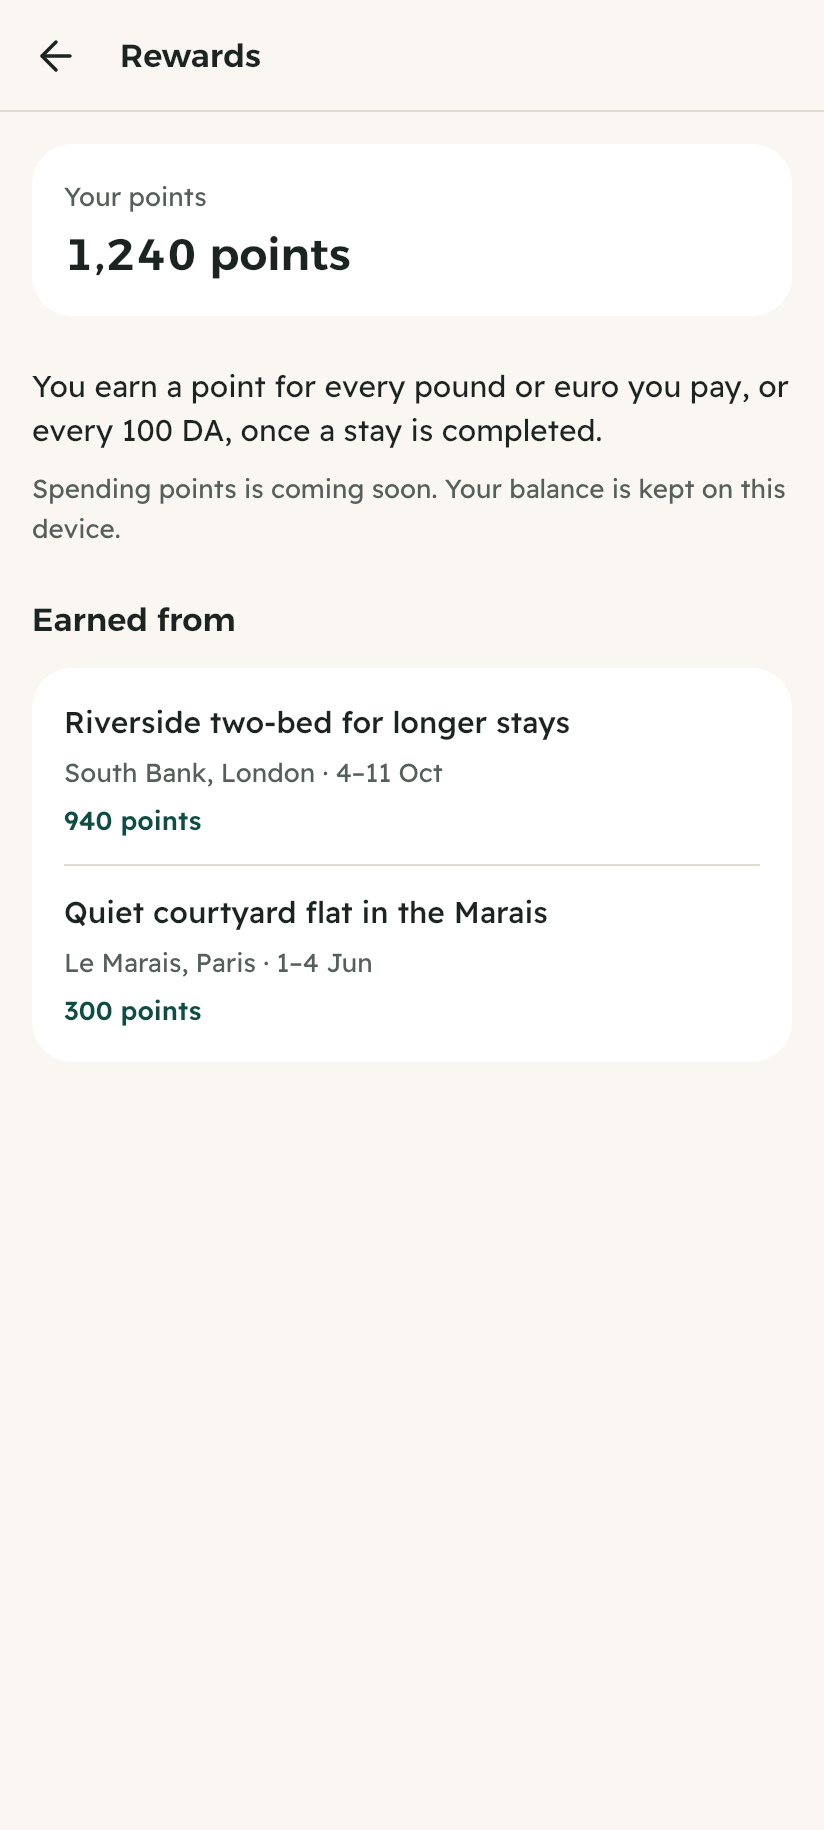 Rewards
Your points
1,240 points
You earn a point for every pound or euro you pay, or
every 100 DA, once a stay is completed.
Spending points is coming soon. Your balance is kept on this
device.
Earned from
Riverside two-bed for longer stays
South Bank, London · 4–11 Oct
940 points
Quiet courtyard flat in the Marais
Le Marais, Paris · 1–4 Jun
300 points